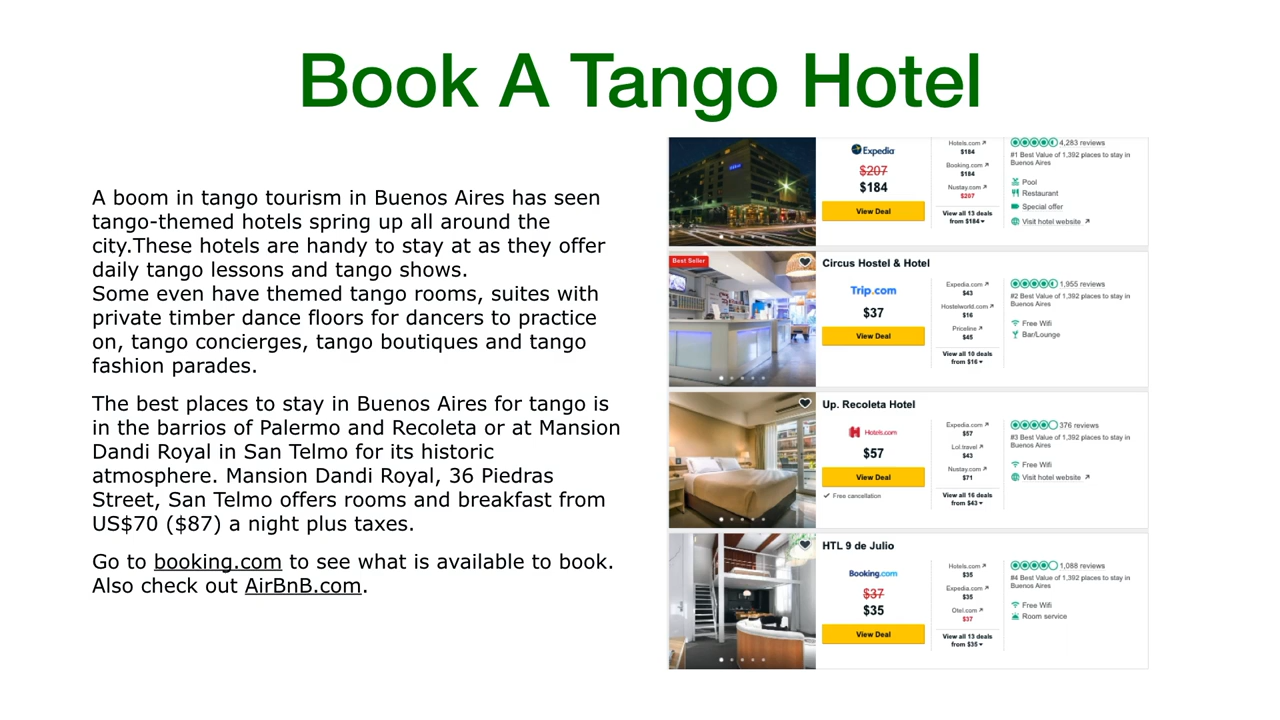 Book A Tango Hotel
A boom in tango tourism in Buenos Aires has seen
tango-themed hotels spring up all around the
city.These hotels are handy to stay at as they offer
daily tango lessons and tango shows.
Some even have themed tango rooms, suites with
private timber dance floors for dancers to practice
on, tango concierges, tango boutiques and tango
fashion parades.
The best places to stay in Buenos Aires for tango is
in the barrios of Palermo and Recoleta or at Mansion
Dandi Royal in San Telmo for its historic
atmosphere. Mansion Dandi Royal, 36 Piedras
Street, San Telmo offers rooms and breakfast from
US$70 ($87) a night plus taxes.
Go to booking.com to see what is available to book.
Also check out AirBnB.com.
Expedia
$207
$184
View Deal
Hotels.com
$184
Booking.com
$184
Nustay.com
$207
View all 13 deals
from $184
4,283 reviews
#1 Best Value of 1,392 places to stay in
Buenos Aires
Pool
Restaurant
Special offer
Visit hotel website
Best Seller
Circus Hostel & Hotel
Trip.com
$37
View Deal
Expedia.com
$43
Hostelworld.com
$16
Priceline
$45
View all 10 deals
from $16
1,955 reviews
#2 Best Value of 1,392 places to stay in
Buenos Aires
Free Wifi
Bar/Lounge
Up. Recoleta Hotel
Hotels.com
$57
View Deal
Free cancellation
Expedia.com
$57
Lol.travel
$43
Nustay.com
$71
View all 16 deals
from $43
376 reviews
#3 Best Value of 1,392 places to stay in
Buenos Aires
Free Wifi
Visit hotel website
HTL 9 de Julio
Booking.com
$37
$35
View Deal
Hotels.com
$35
Expedia.com
$35
Otel.com
$37
View all 13 deals
from $35
1,088 reviews
#4 Best Value of 1,392 places to stay in
Buenos Aires
Free Wifi
Room service